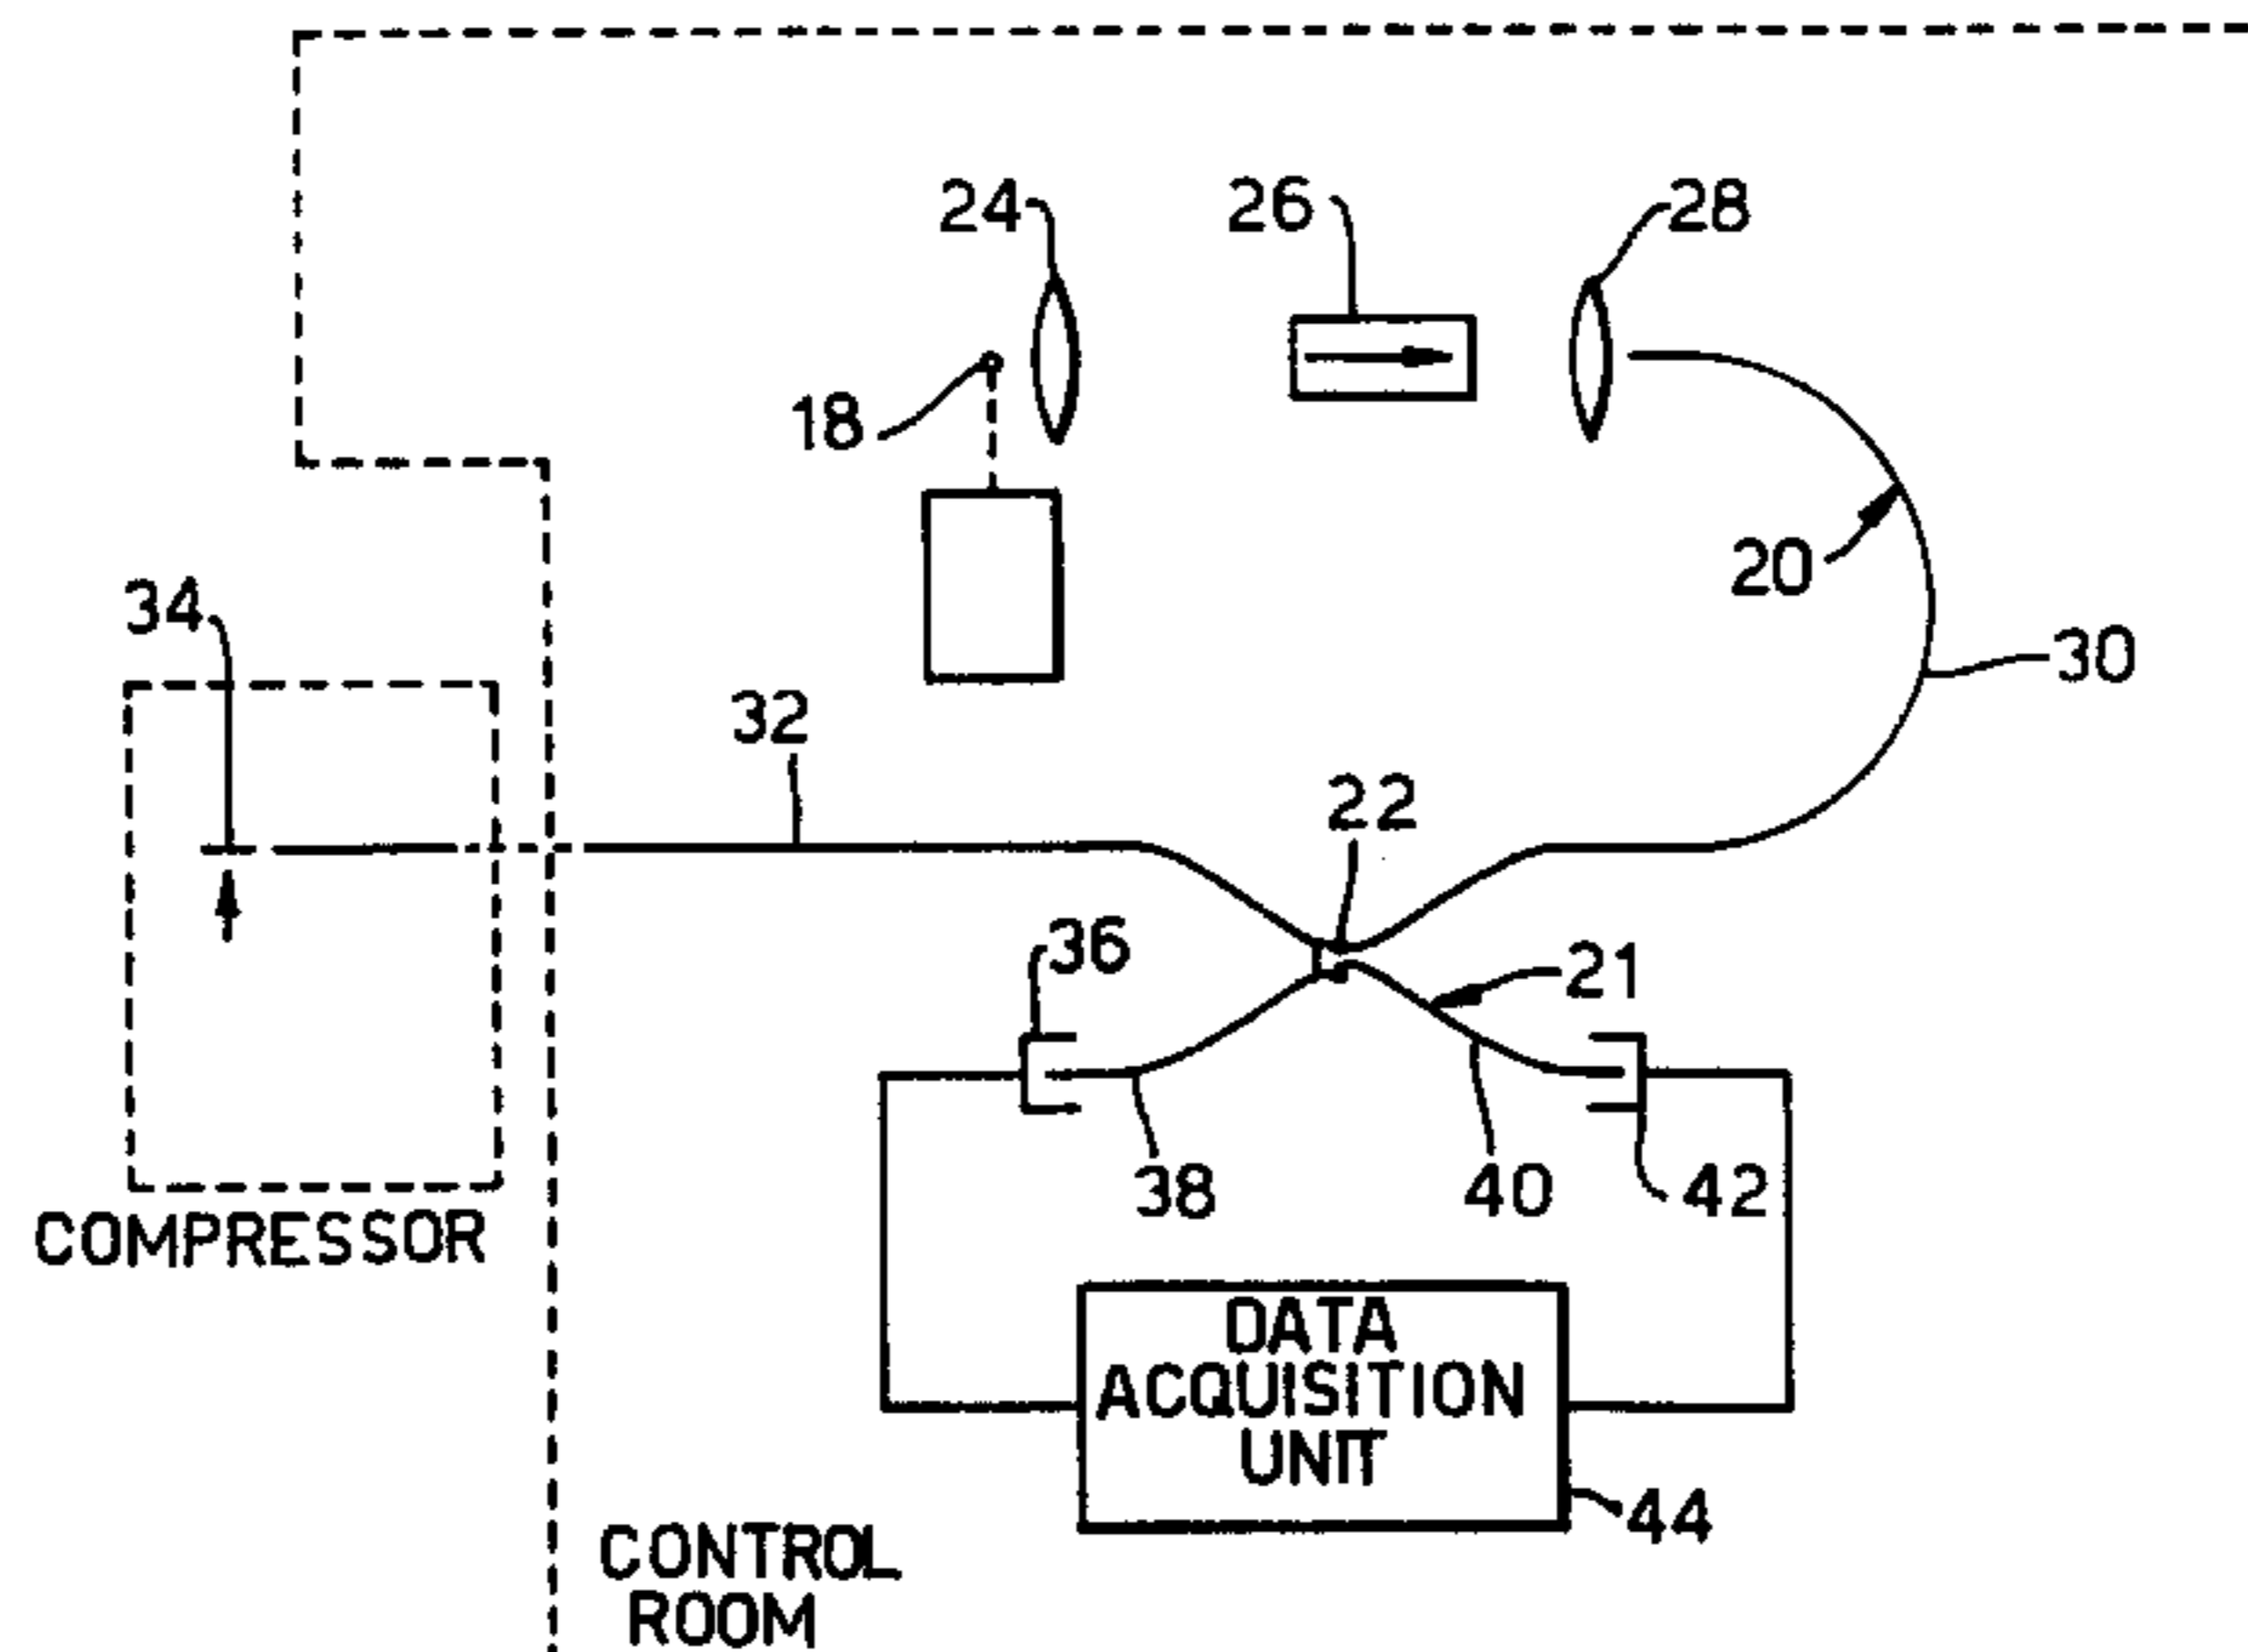 24
26
28
18
20
34
30
32
22
36
21
38
40
42
COMPRESSOR
DATA
ACQUISITION
UNIT
44
CONTROL
ROOM